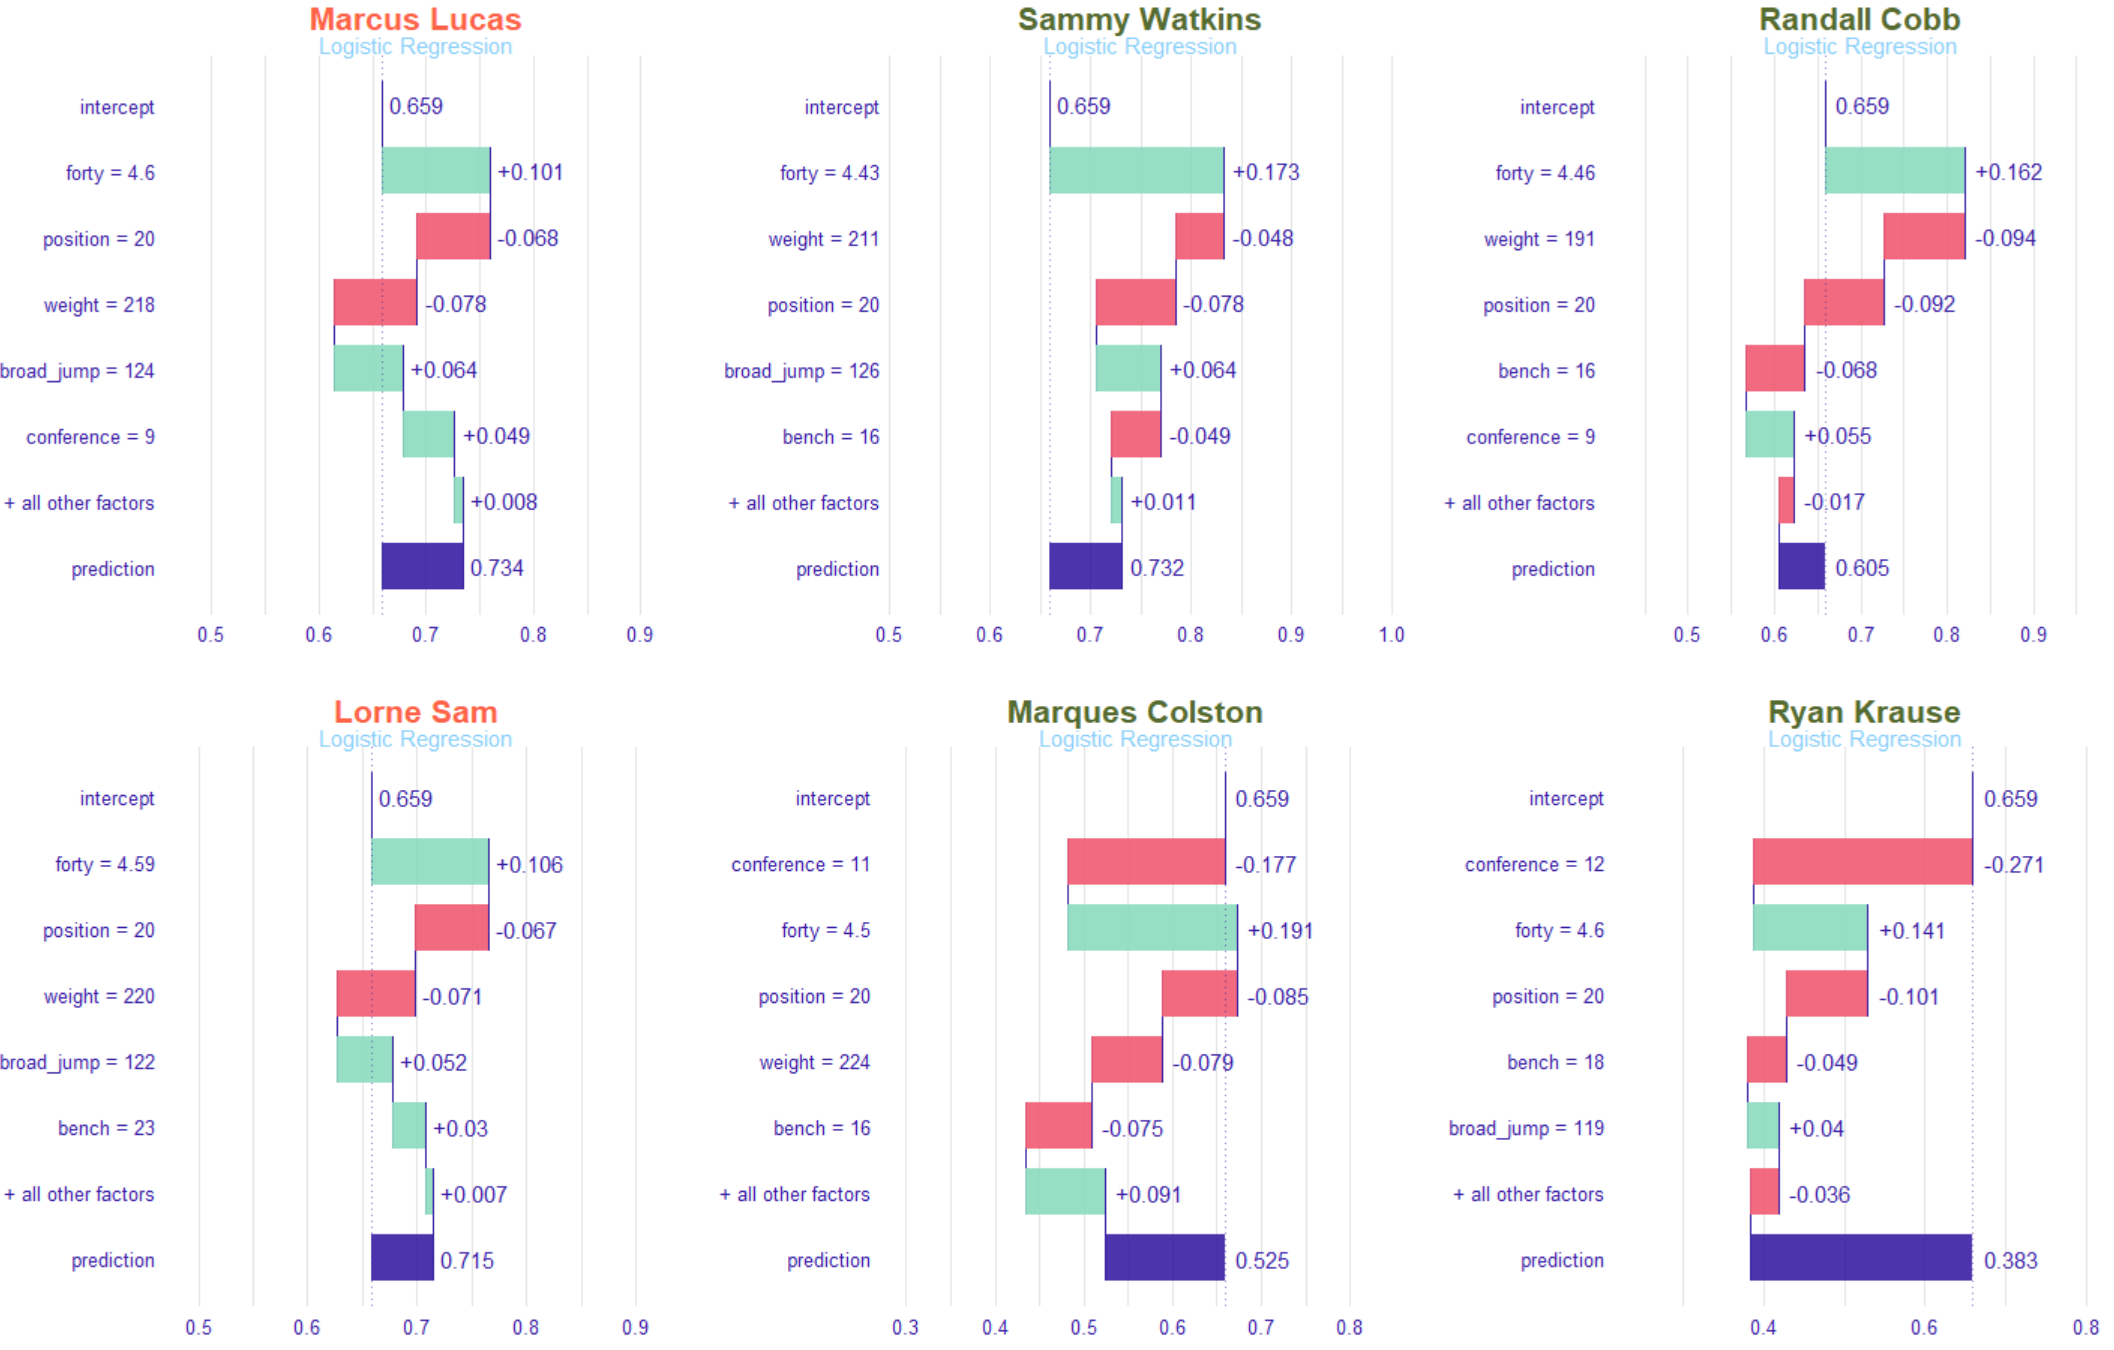 Marcus Lucas
Logistic Regression
intercept 0.659
forty = 4.6 +0.101
position = 20 -0.068
weight = 218 -0.078
broad_jump = 124 +0.064
conference = 9 +0.049
+ all other factors +0.008
prediction 0.734
0.5 0.6 0.7 0.8 0.9
Sammy Watkins
Logistic Regression
intercept 0.659
forty = 4.43 +0.173
weight = 211 -0.048
position = 20 -0.078
broad_jump = 126 +0.064
bench = 16 -0.049
+ all other factors +0.011
prediction 0.732
0.5 0.6 0.7 0.8 0.9 1.0
Randall Cobb
Logistic Regression
intercept 0.659
forty = 4.46 +0.162
weight = 191 -0.094
position = 20 -0.092
bench = 16 -0.068
conference = 9 +0.055
+ all other factors -0.017
prediction 0.605
0.5 0.6 0.7 0.8 0.9
Lorne Sam
Logistic Regression
intercept 0.659
forty = 4.59 +0.106
position = 20 -0.067
weight = 220 -0.071
broad_jump = 122 +0.052
bench = 23 +0.03
+ all other factors +0.007
prediction 0.715
0.5 0.6 0.7 0.8 0.9
Marques Colston
Logistic Regression
intercept 0.659
conference = 11 -0.177
forty = 4.5 +0.191
position = 20 -0.085
weight = 224 -0.079
bench = 16 -0.075
+ all other factors +0.091
prediction 0.525
0.3 0.4 0.5 0.6 0.7 0.8
Ryan Krause
Logistic Regression
intercept 0.659
conference = 12 -0.271
forty = 4.6 +0.141
position = 20 -0.101
bench = 18 -0.049
broad_jump = 119 +0.04
+ all other factors -0.036
prediction 0.383
0.4 0.6 0.8